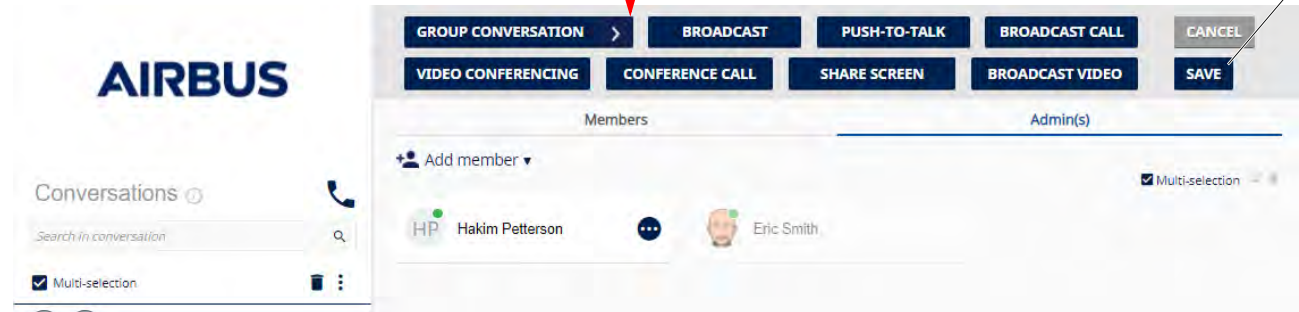 GROUP CONVERSATION > BROADCAST PUSH-TO-TALK BROADCAST CALL CANCEL
AIRBUS
VIDEO CONFERENCING CONFERENCE CALL SHARE SCREEN BROADCAST VIDEO SAVE
Members Admin(s)
Add member ▾
Multi-selection
Conversations
HP Hakim Petterson Eric Smith
Search in conversation
Multi-selection